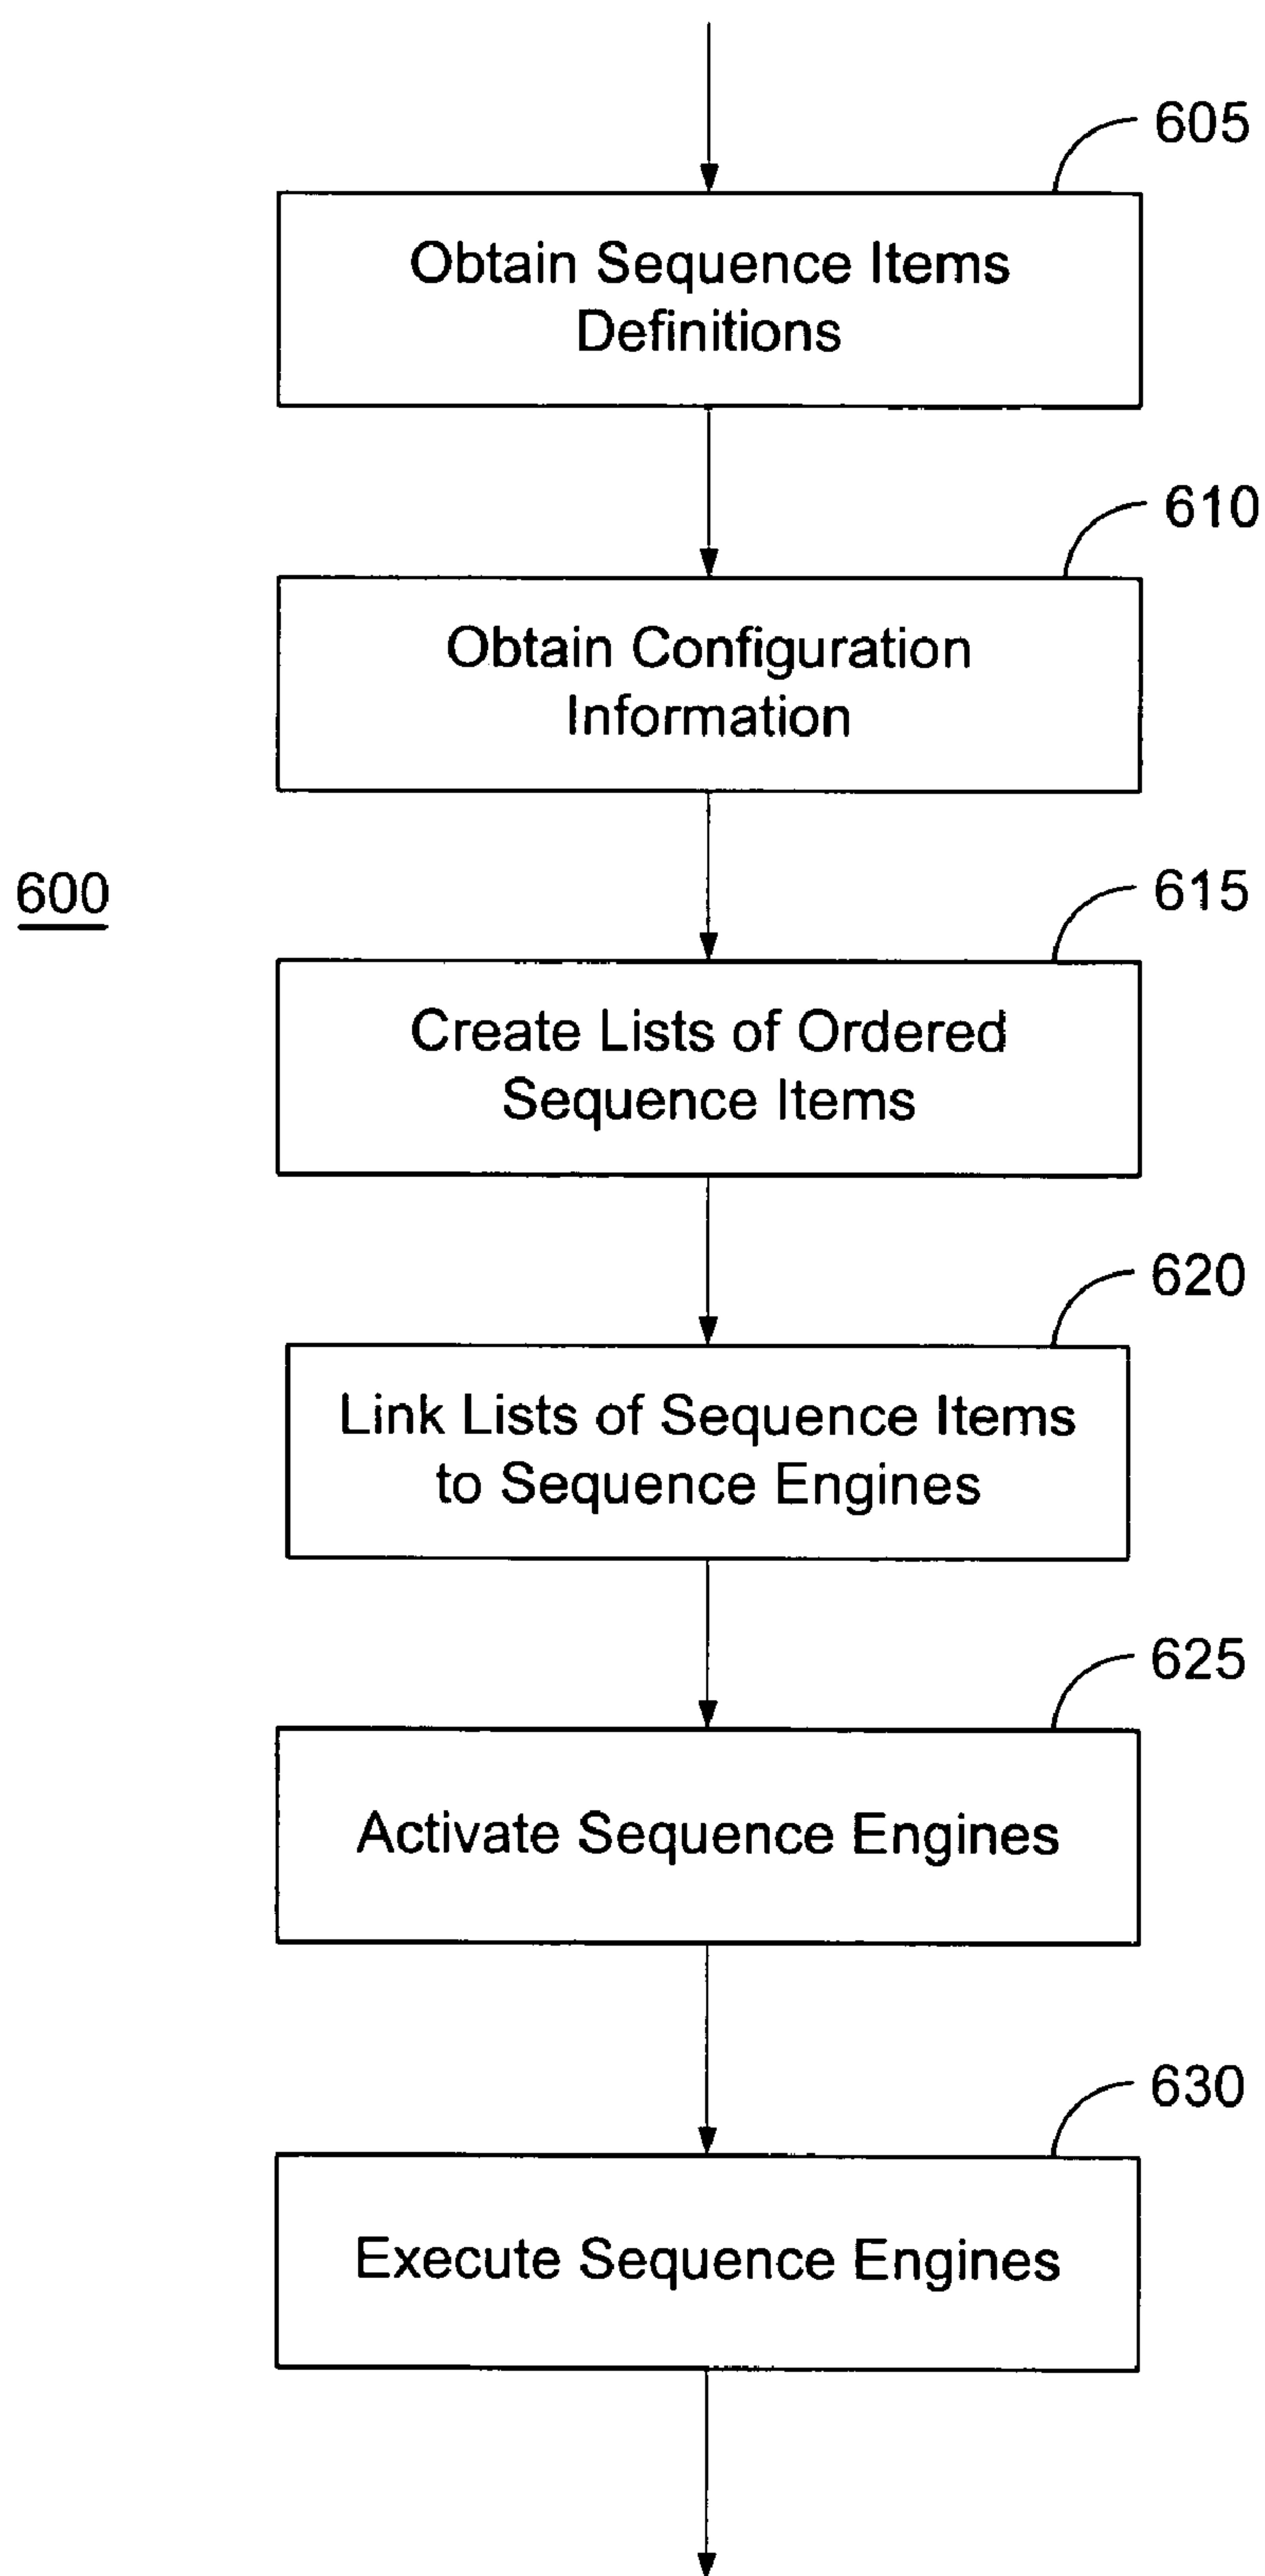 605
Obtain Sequence Items
Definitions
610
Obtain Configuration
Information
600
615
Create Lists of Ordered
Sequence Items
620
Link Lists of Sequence Items
to Sequence Engines
625
Activate Sequence Engines
630
Execute Sequence Engines